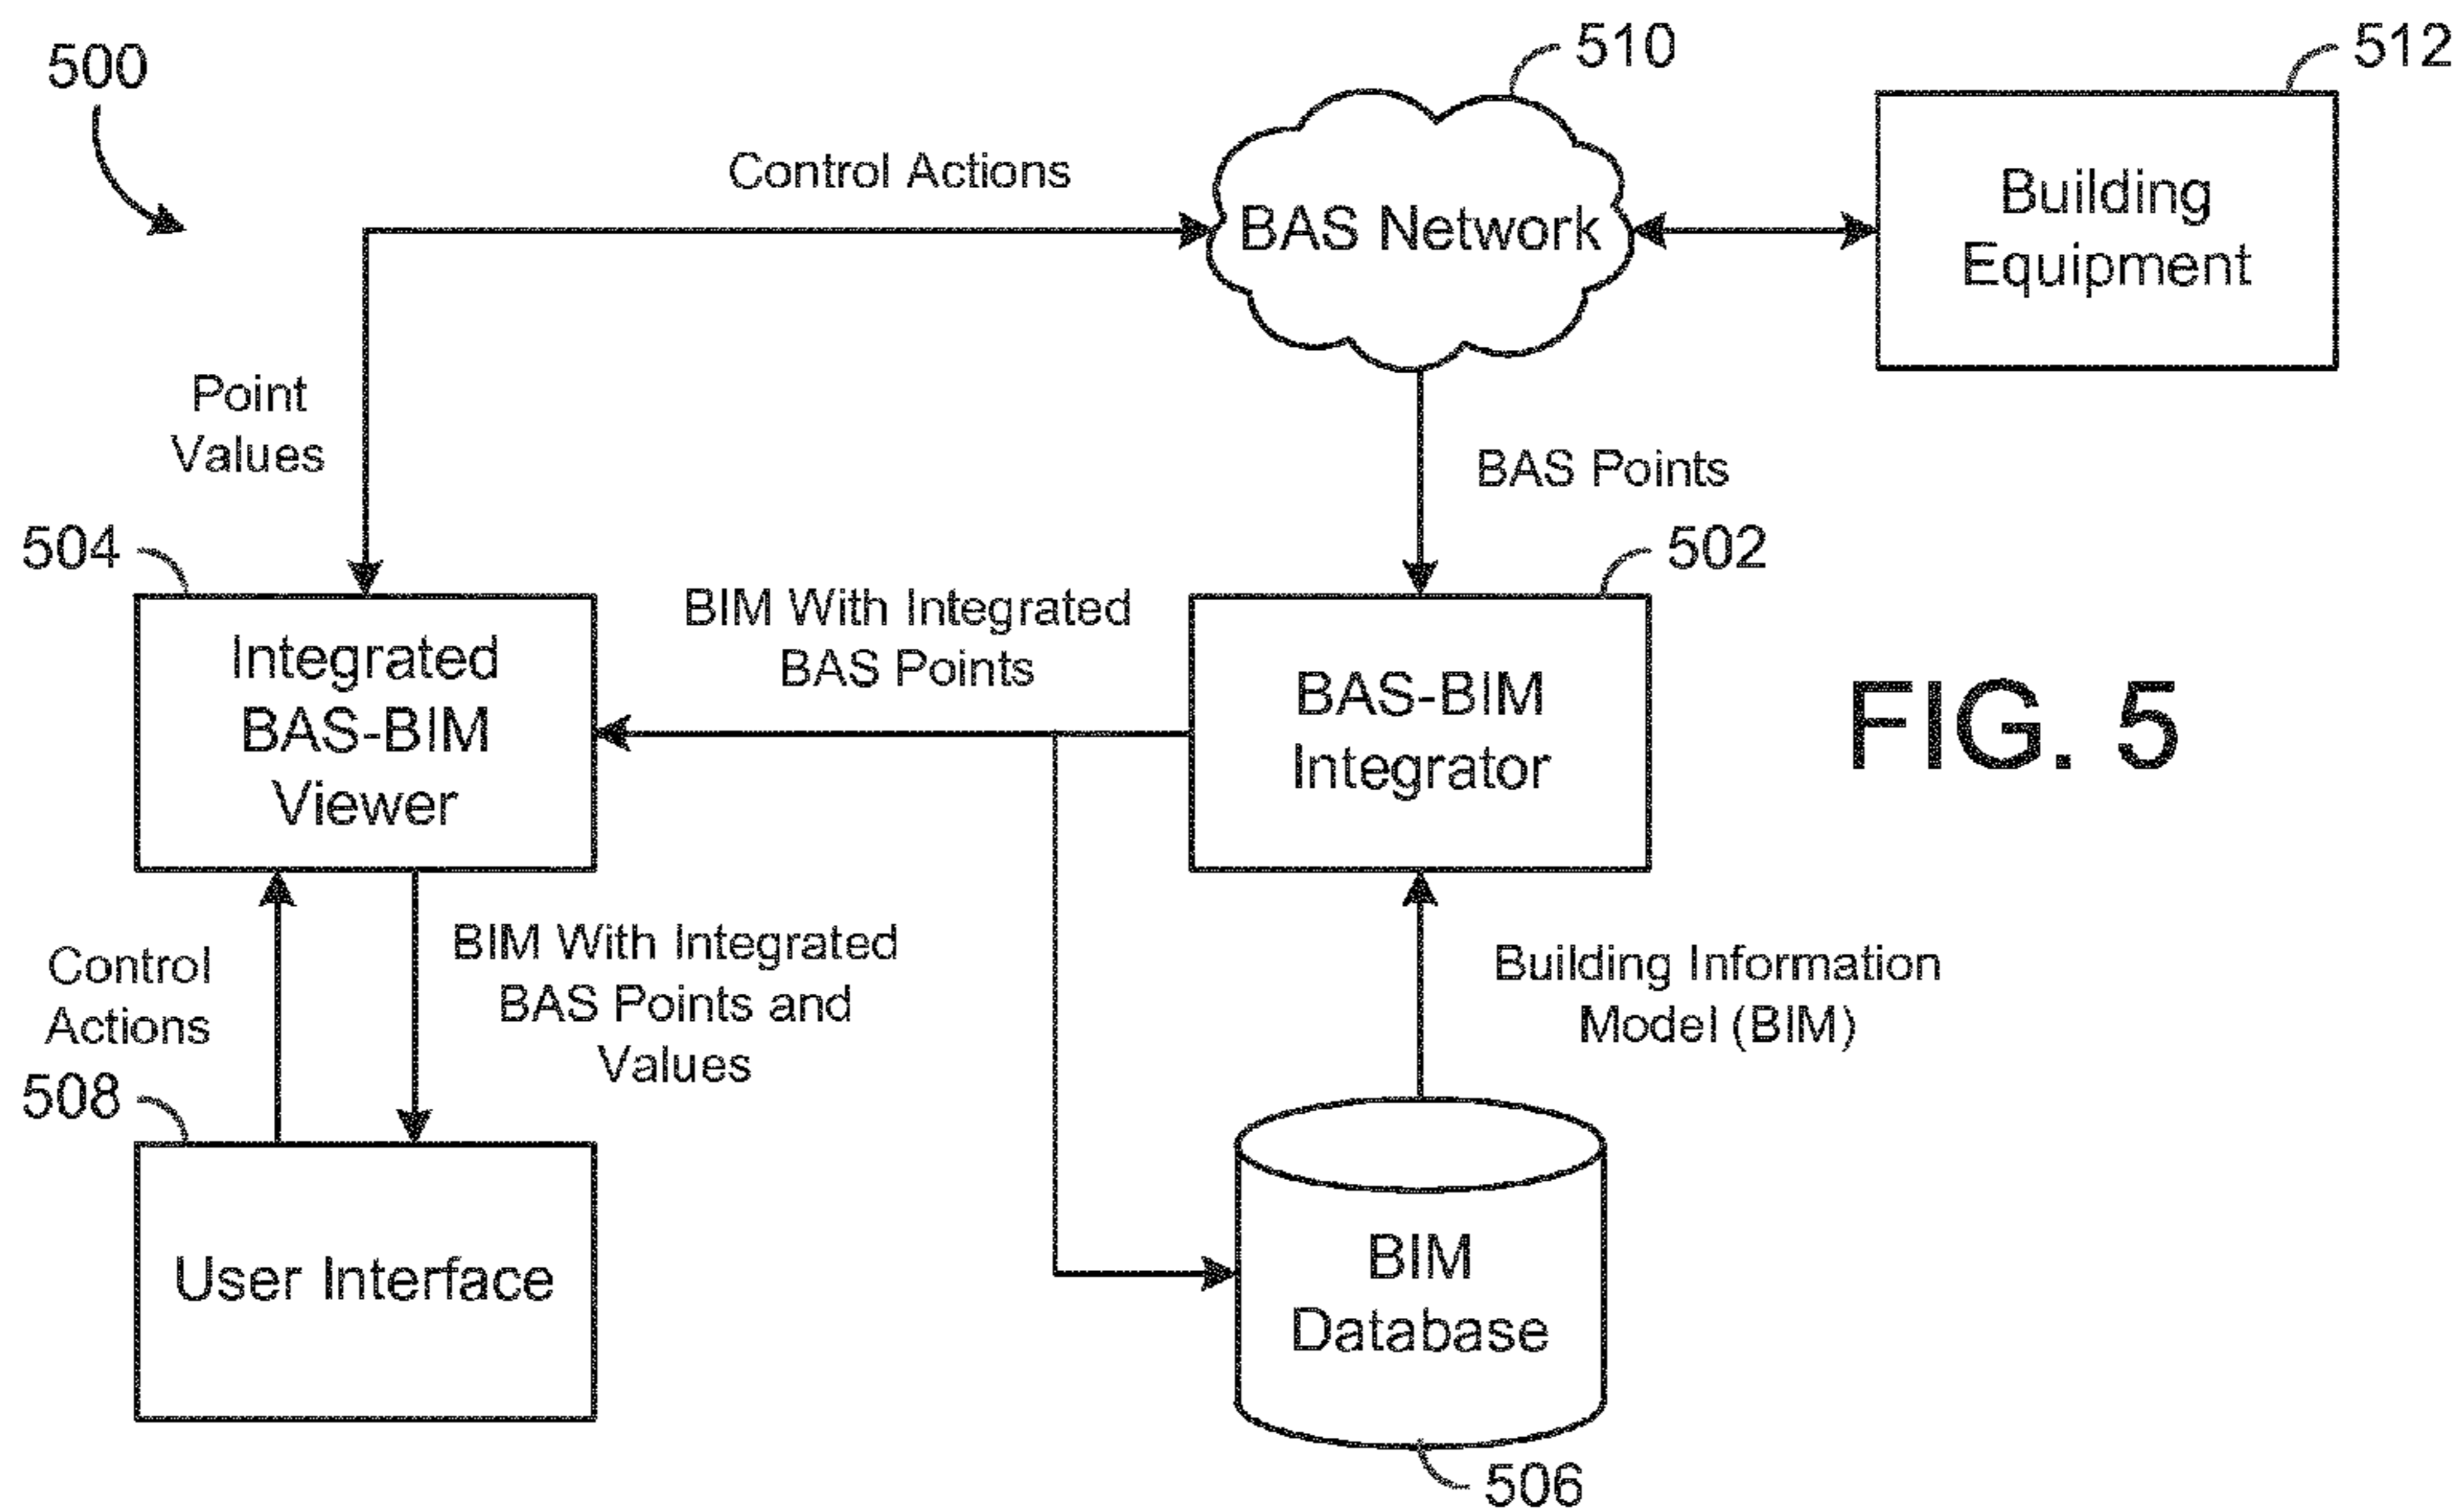 500
510
512
Control Actions
BAS Network
Building
Equipment
Point
Values
BAS Points
504
502
BIM With Integrated
BAS Points
Integrated
BAS-BIM
Viewer
BAS-BIM
Integrator
FIG. 5
Control
Actions
BIM With Integrated
BAS Points and
Values
Building Information
Model (BIM)
508
User Interface
BIM
Database
506